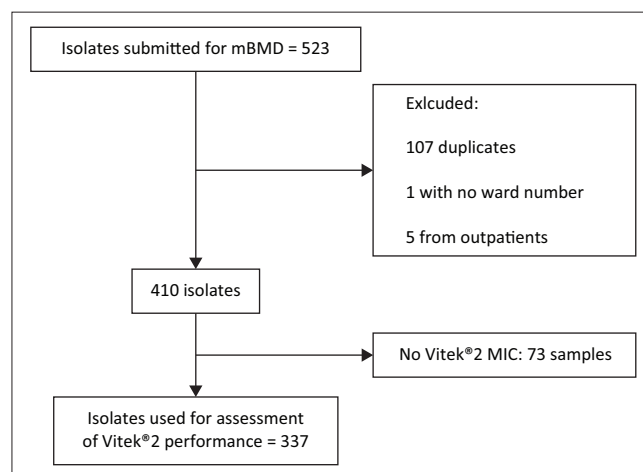 Isolates submitted for mBMD = 523
Exlcuded:
107 duplicates
1 with no ward number
5 from outpatients
410 isolates
No Vitek®2 MIC: 73 samples
Isolates used for assessment
of Vitek®2 performance = 337